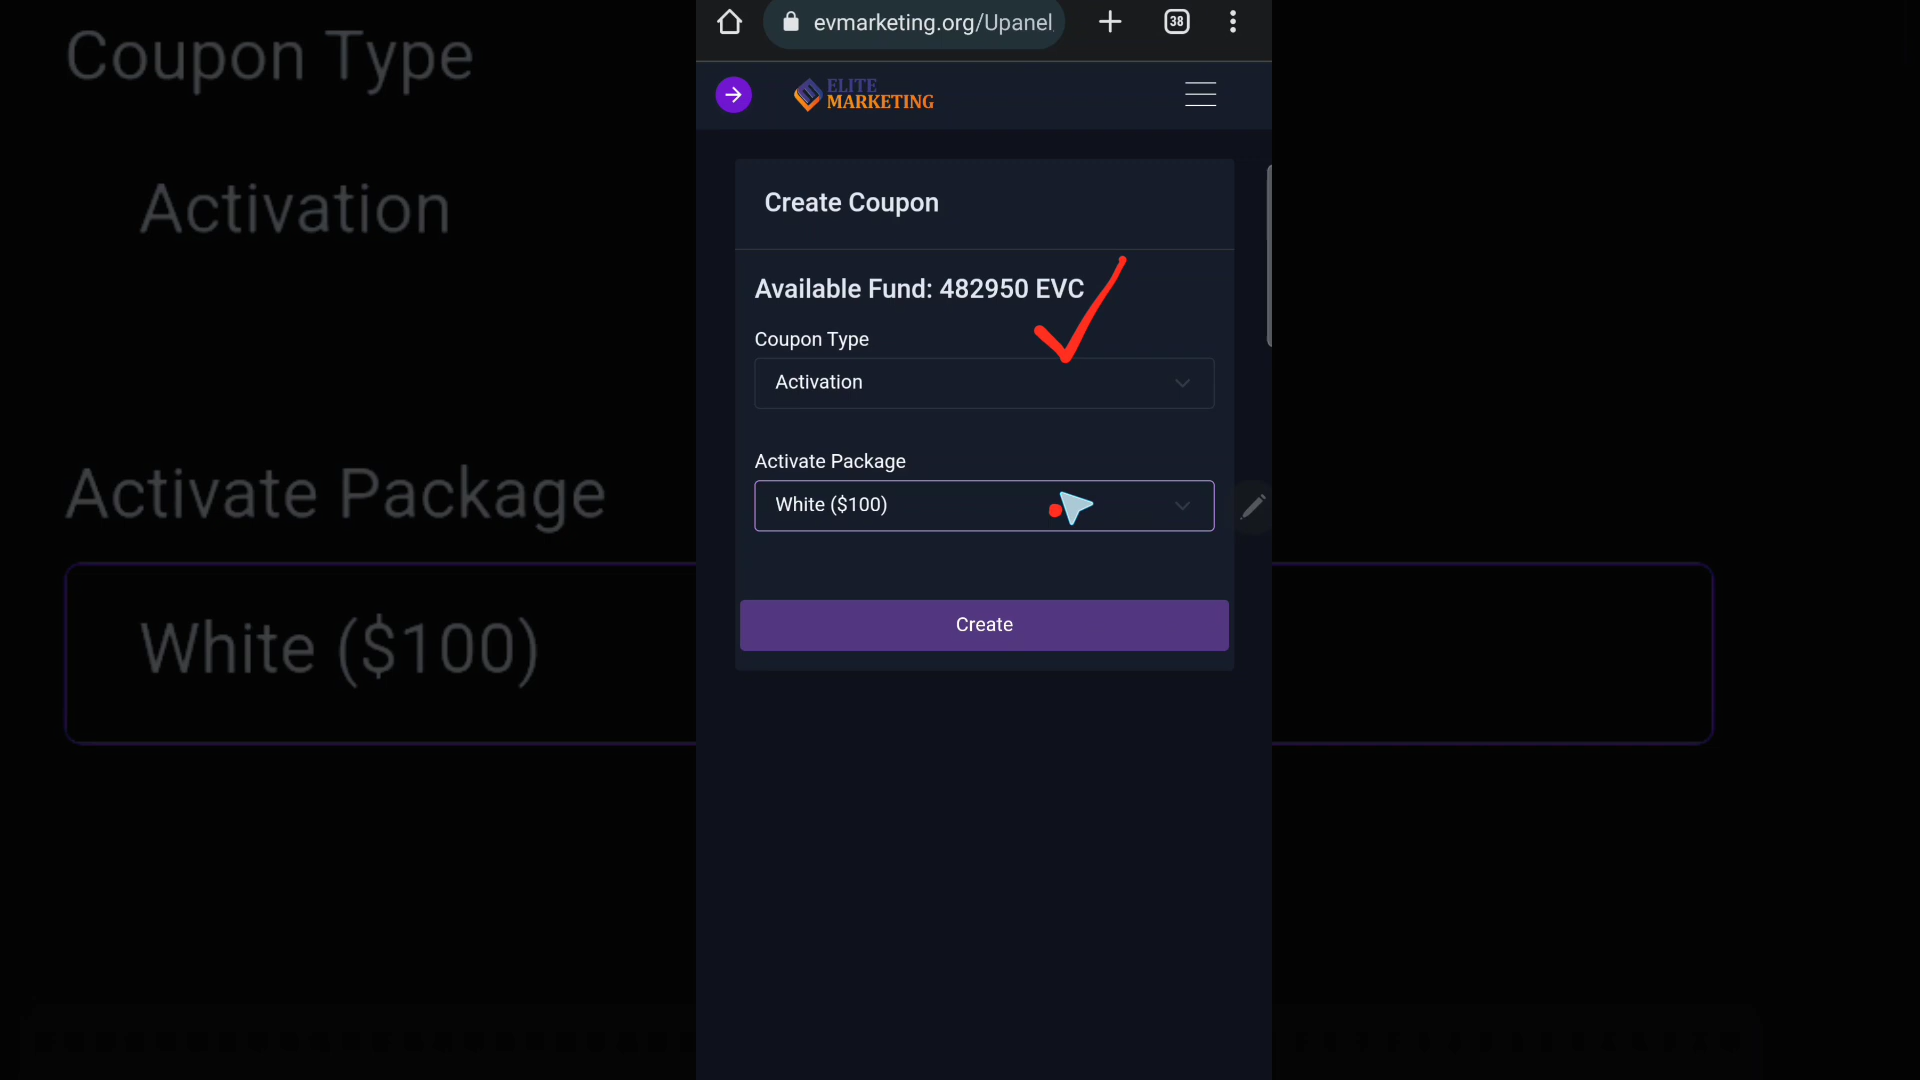 Coupon Type
Activation
Activate Package
White ($100)
evmarketing.org/Upanel
38
ELITE
MARKETING
Create Coupon
Available Fund: 482950 EVC
Coupon Type
Activation
Activate Package
White ($100)
Create